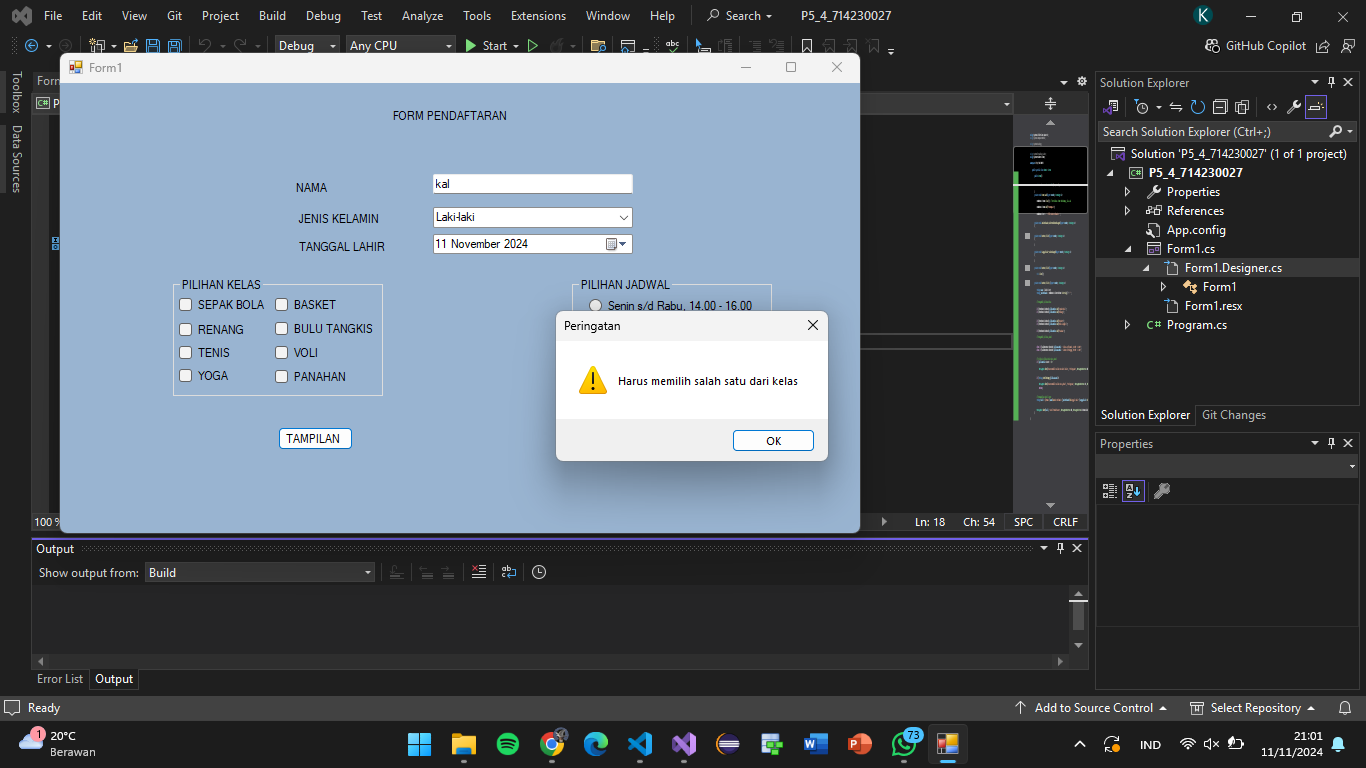 File Edit View Git Project Build Debug Test Analyze Tools Extensions Window Help Search P5_4_714230027 K
Debug Any CPU Start GitHub Copilot
Form1
FORM PENDAFTARAN
NAMA kal
JENIS KELAMIN Laki-laki
TANGGAL LAHIR 11 November 2024
PILIHAN KELAS
SEPAK BOLA BASKET
RENANG BULU TANGKIS
TENIS VOLI
YOGA PANAHAN
TAMPILAN
PILIHAN JADWAL
Senin s/d Rabu, 14.00 - 16.00
Peringatan
Harus memilih salah satu dari kelas
OK
Toolbox
Data Sources
Form
C# P
100 %
Ln: 18 Ch: 54 SPC CRLF
Solution Explorer
Search Solution Explorer (Ctrl+;)
Solution 'P5_4_714230027' (1 of 1 project)
C# P5_4_714230027
Properties
References
App.config
Form1.cs
Form1.Designer.cs
Form1
Form1.resx
C# Program.cs
Solution Explorer Git Changes
Properties
Output
Show output from: Build
Error List Output
Ready
Add to Source Control Select Repository
1
20°C
Berawan
73
IND
21:01
11/11/2024